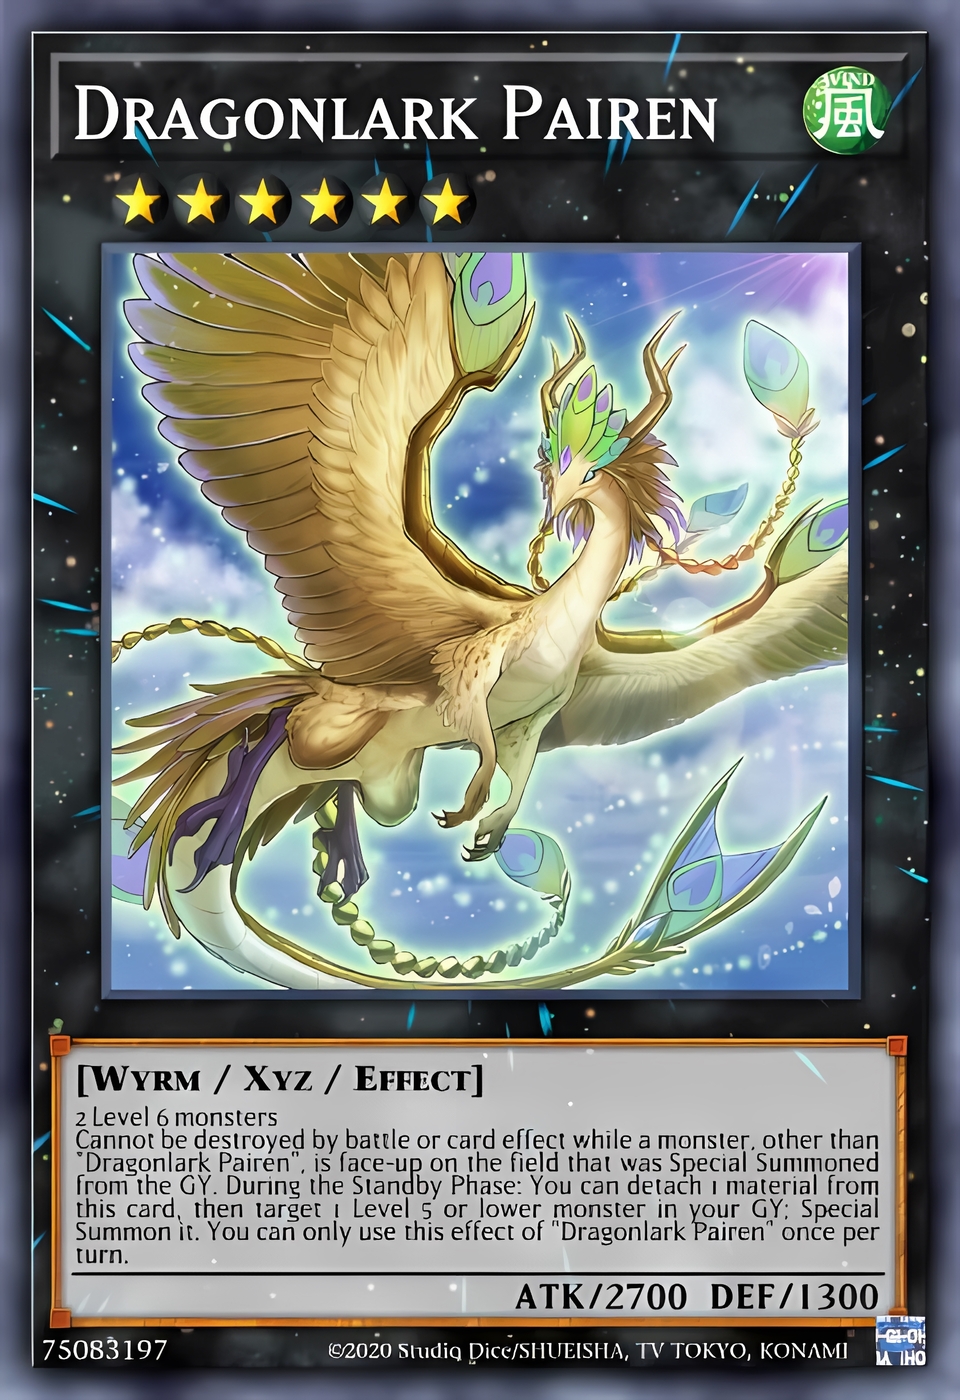 Dragonlark Pairen
WIND
風
[Wyrm / Xyz / Effect]
2 Level 6 monsters
Cannot be destroyed by battle or card effect while a monster, other than
"Dragonlark Pairen", is face-up on the field that was Special Summoned
from the GY. During the Standby Phase: You can detach 1 material from
this card, then target 1 Level 5 or lower monster in your GY; Special
Summon it. You can only use this effect of "Dragonlark Pairen" once per
turn.
ATK/2700 DEF/1300
75083197 ©2020 Studio Dice/SHUEISHA, TV TOKYO, KONAMI